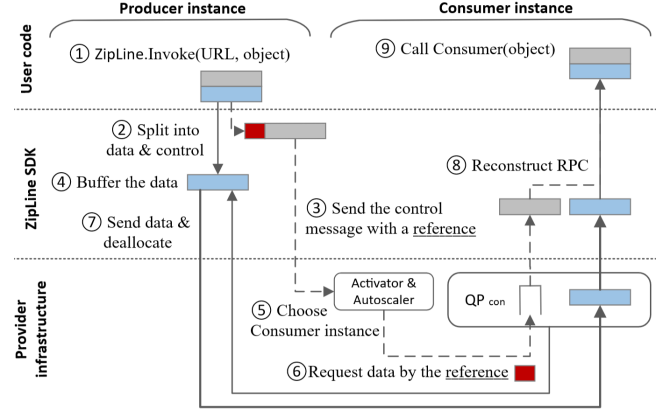 Producer instance
Consumer instance
User code
① ZipLine.Invoke(URL, object)
⑨ Call Consumer(object)
ZipLine SDK
② Split into
data & control
④ Buffer the data
⑦ Send data &
deallocate
③ Send the control
message with a reference
⑧ Reconstruct RPC
Provider
infrastructure
Activator &
Autoscaler
⑤ Choose
Consumer instance
QP con
⑥ Request data by the reference